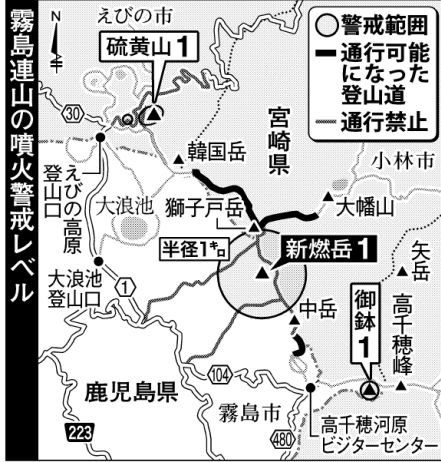 霧島連山の噴火警戒レベル
N
えびの市
硫黄山1
警戒範囲
通行可能
になった
登山道
通行禁止
30
宮崎県
韓国岳
小林市
えびの高原
登山口
大浪池
獅子戸岳
大幡山
半径1㌔
新燃岳1
矢岳
大浪池
登山口
1
中岳
御鉢
1
高千穂峰
104
鹿児島県
霧島市
223
480
高千穂河原
ビジターセンター